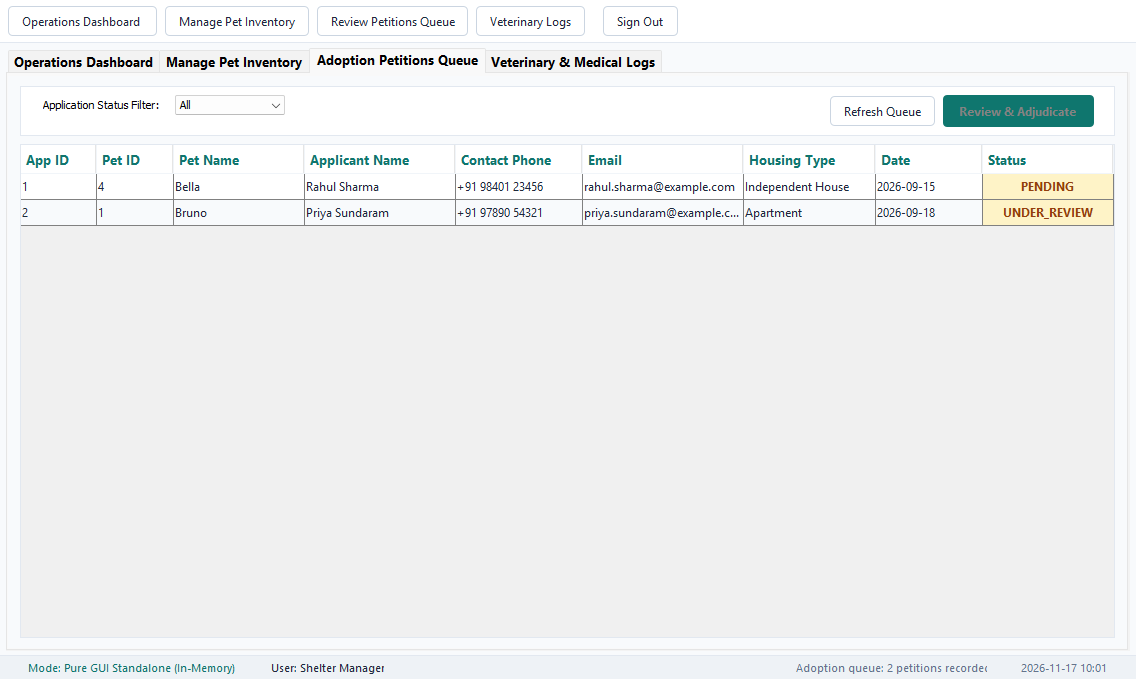 Operations Dashboard Manage Pet Inventory Review Petitions Queue Veterinary Logs Sign Out
Operations Dashboard Manage Pet Inventory Adoption Petitions Queue Veterinary & Medical Logs
Application Status Filter: All Refresh Queue Review & Adjudicate
App ID Pet ID Pet Name Applicant Name Contact Phone Email Housing Type Date Status
1 4 Bella Rahul Sharma +91 98401 23456 rahul.sharma@example.com Independent House 2026-09-15 PENDING
2 1 Bruno Priya Sundaram +91 97890 54321 priya.sundaram@example.c... Apartment 2026-09-18 UNDER_REVIEW
Mode: Pure GUI Standalone (In-Memory) User: Shelter Manager Adoption queue: 2 petitions recorded 2026-11-17 10:01